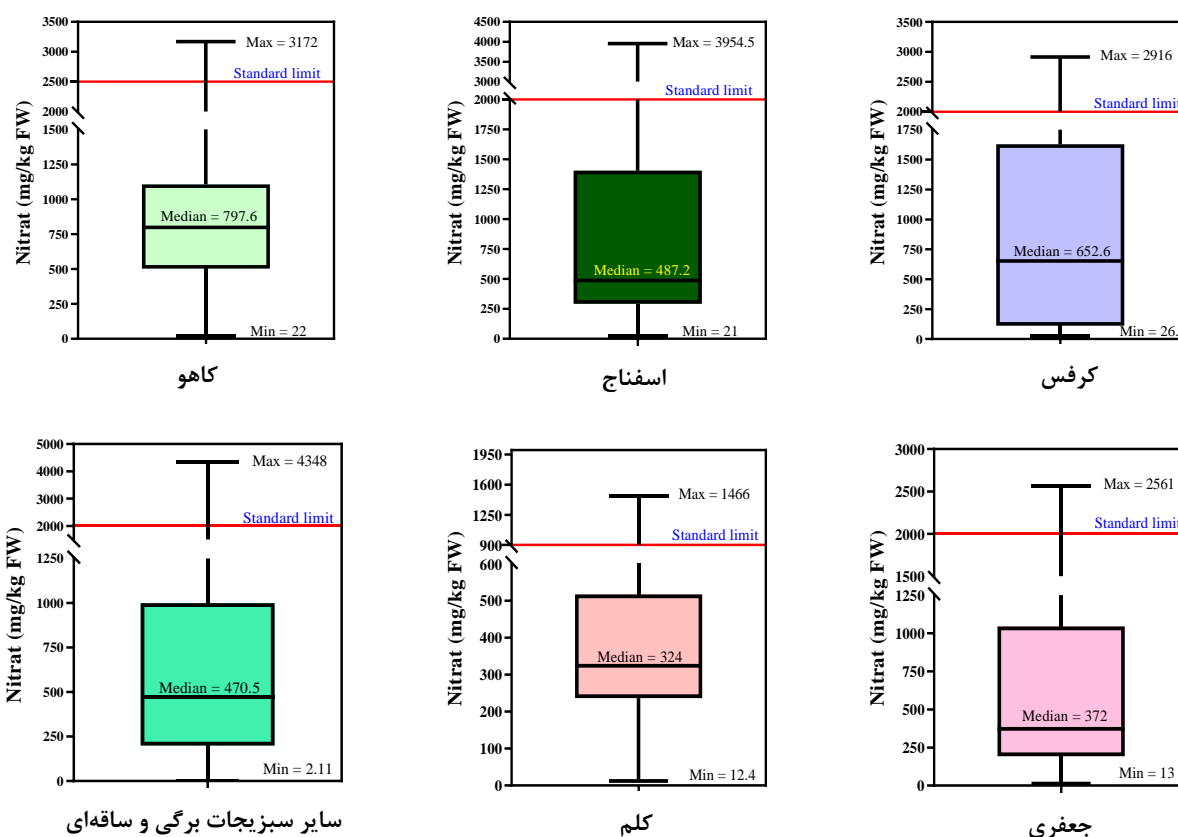 3500
3000
2500
2000
1500
1250
1000
750
500
250
0
Nitrat (mg/kg FW)
Max = 3172
Standard limit
Median = 797.6
Min = 22
کاهو
4500
4000
3500
3000
2000
1750
1500
1250
1000
750
500
250
0
Nitrat (mg/kg FW)
Max = 3954.5
Standard limit
Median = 487.2
Min = 21
اسفناج
3500
3000
2500
2000
1750
1500
1250
1000
750
500
250
0
Nitrat (mg/kg FW)
Max = 2916
Standard limit
Median = 652.6
Min = 26.
کرفس
5000
4000
3000
2000
1250
1000
750
500
250
0
Nitrat (mg/kg FW)
Max = 4348
Standard limit
Median = 470.5
Min = 2.11
سایر سبزیجات برگی و ساقه‌ای
1950
1600
1250
900
600
500
400
300
200
100
0
Nitrat (mg/kg FW)
Max = 1466
Standard limit
Median = 324
Min = 12.4
کلم
3000
2500
2000
1500
1250
1000
750
500
250
0
Nitrat (mg/kg FW)
Max = 2561
Standard limit
Median = 372
Min = 13
جعفری